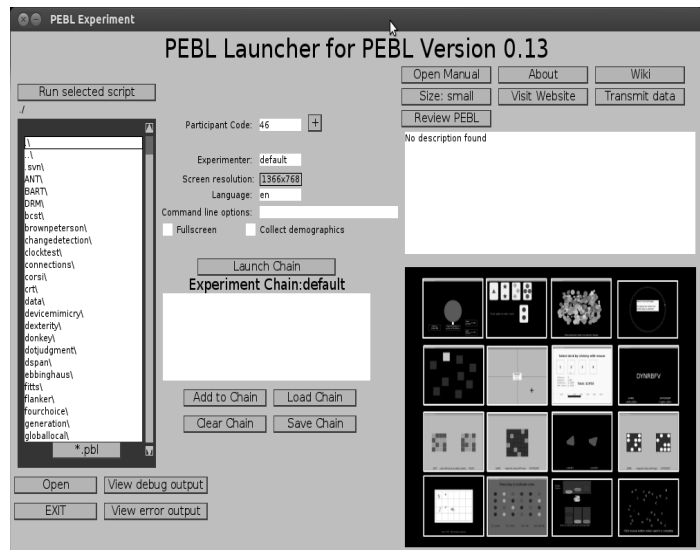 PEBL Experiment
PEBL Launcher for PEBL Version 0.13
Run selected script
./
.\
..\
.svn\
ANT\
BART\
DRM\
bcst\
brownpeterson\
changedetection\
clocktest\
connections\
corsi\
crt\
data\
devicemimicry\
dexterity\
donkey\
dotjudgment\
dspan\
ebbinghaus\
fitts\
flanker\
fourchoice\
generation\
globallocal\
*.pbl
Open
View debug output
EXIT
View error output
Participant Code: 46 +
Experimenter: default
Screen resolution: 1366x768
Language: en
Command line options:
Fullscreen Collect demographics
Launch Chain
Experiment Chain:default
Add to Chain Load Chain
Clear Chain Save Chain
Open Manual About Wiki
Size: small Visit Website Transmit data
Review PEBL
No description found
DYNRBFV